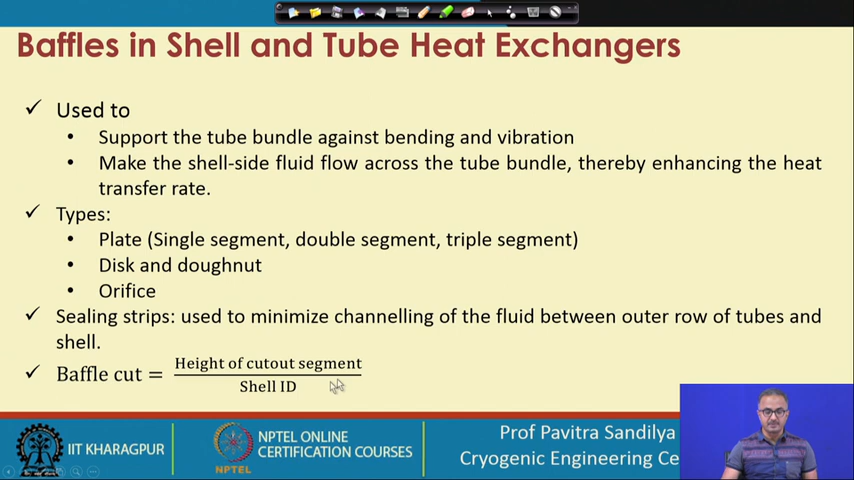 Baffles in Shell and Tube Heat Exchangers
✓ Used to
• Support the tube bundle against bending and vibration
• Make the shell-side fluid flow across the tube bundle, thereby enhancing the heat
transfer rate.
✓ Types:
• Plate (Single segment, double segment, triple segment)
• Disk and doughnut
• Orifice
✓ Sealing strips: used to minimize channelling of the fluid between outer row of tubes and
shell.
✓ Baffle cut = Height of cutout segment
Shell ID
IIT KHARAGPUR
NPTEL
NPTEL ONLINE
CERTIFICATION COURSES
Prof Pavitra Sandilya
Cryogenic Engineering Ce